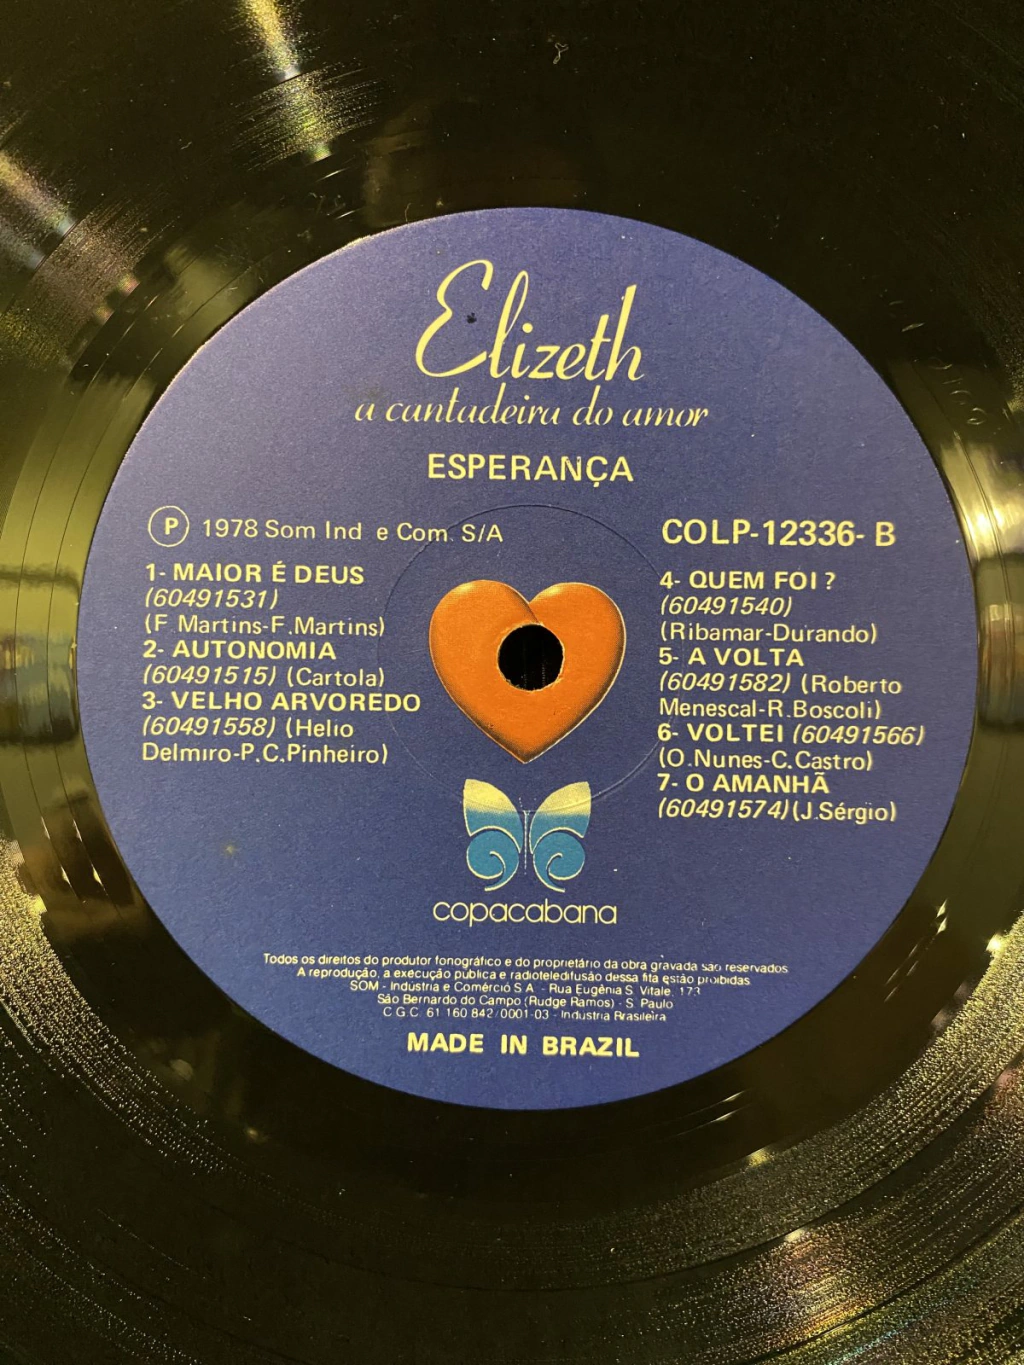 Elizeth
a cantadeira do amor
ESPERANÇA
P 1978 Som Ind e Com. S/A
COLP-12336-B
1- MAIOR É DEUS
(60491531)
(F Martins-F.Martins)
2- AUTONOMIA
(60491515) (Cartola)
3- VELHO ARVOREDO
(60491558) (Helio
Delmiro-P.C.Pinheiro)
4- QUEM FOI ?
(60491540)
(Ribamar-Durando)
5- A VOLTA
(60491582) (Roberto
Menescal-R.Boscoli)
6- VOLTEI (60491566)
(O.Nunes-C.Castro)
7- O AMANHÃ
(60491574)(J.Sérgio)
copacabana
Todos os direitos do produtor fonográfico e do proprietário da obra gravada são reservados
A reprodução, a execução pública e radioteledifusão dessa fita estão proibidas
SOM - Indústria e Comércio S A - Rua Eugênia S Vitale, 173
São Bernardo do Campo (Rudge Ramos) - S Paulo
C G C 61 160 842/0001-03 - Indústria Brasileira
MADE IN BRAZIL